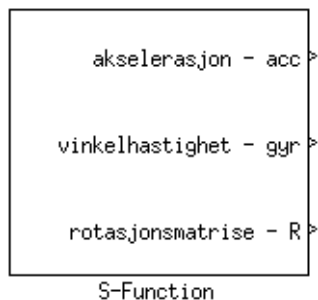 akselerasjon - acc
vinkelhastighet - gyr
rotasjonsmatrise - R
S-Function